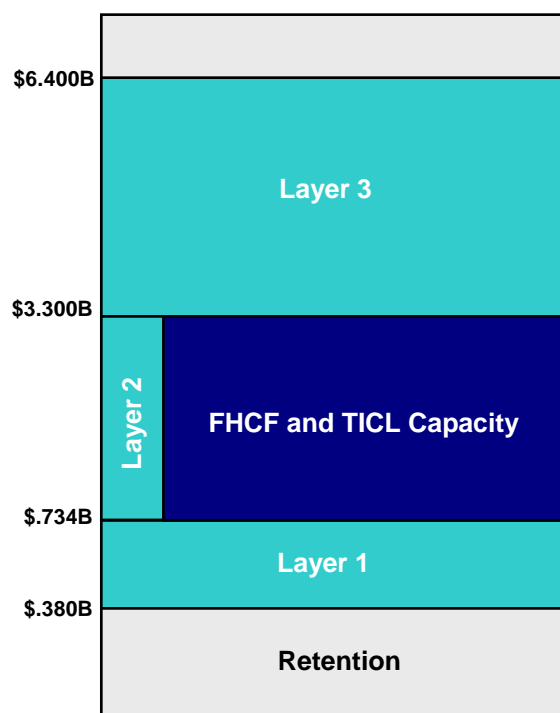 $6.400B
Layer 3
$3.300B
Layer 2
FHCF and TICL Capacity
$.734B
Layer 1
$.380B
Retention